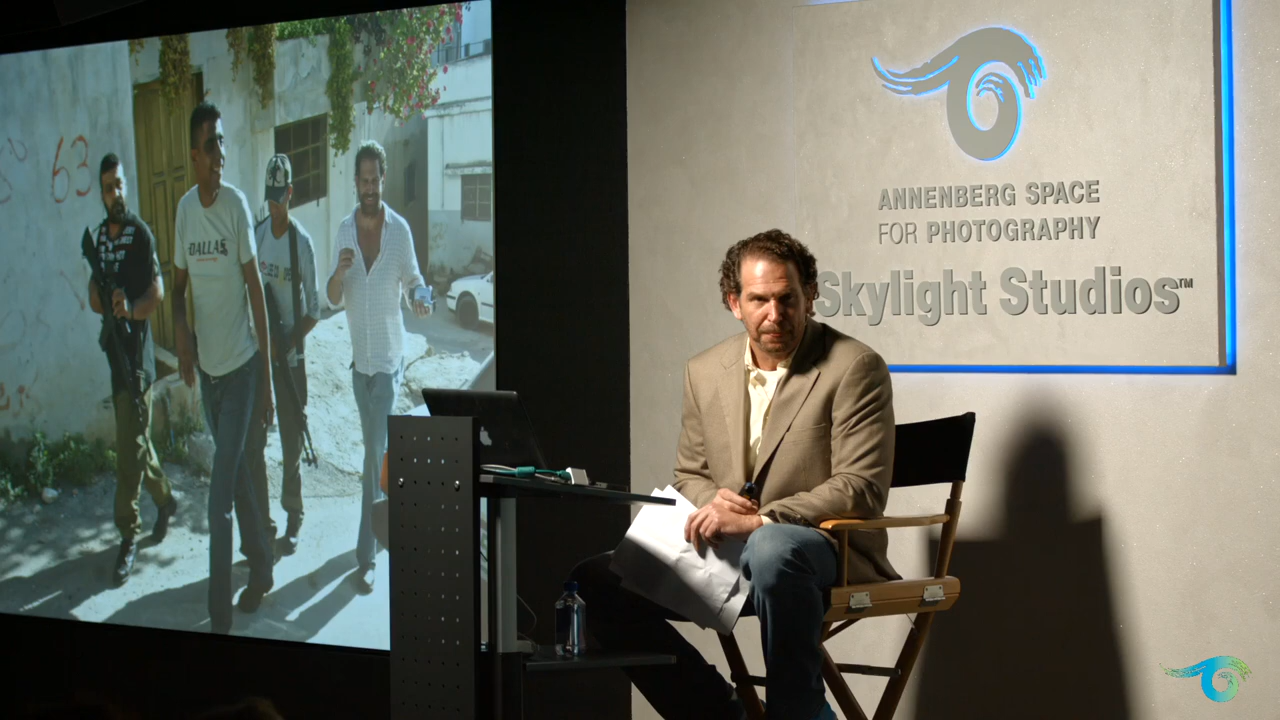 63
DALLAS
ANNENBERG SPACE
FOR PHOTOGRAPHY
Skylight Studios™